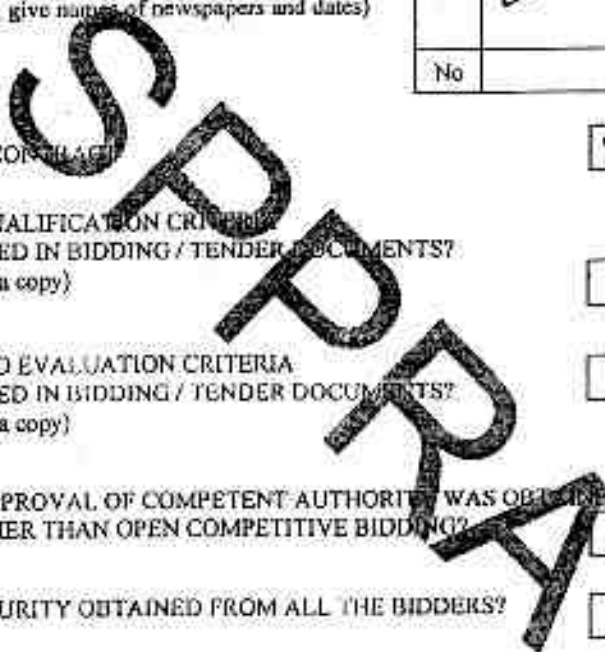 give names of newspapers and dates)
No
CONTRACT
ALIFICATION CRITERIA
ED IN BIDDING / TENDER DOCUMENTS?
a copy)
D EVALUATION CRITERIA
ED IN BIDDING / TENDER DOCUMENTS?
a copy)
PROVAL OF COMPETENT AUTHORITY WAS OBTAINE
HER THAN OPEN COMPETITIVE BIDDING?
URITY OBTAINED FROM ALL THE BIDDERS?
SPPRA